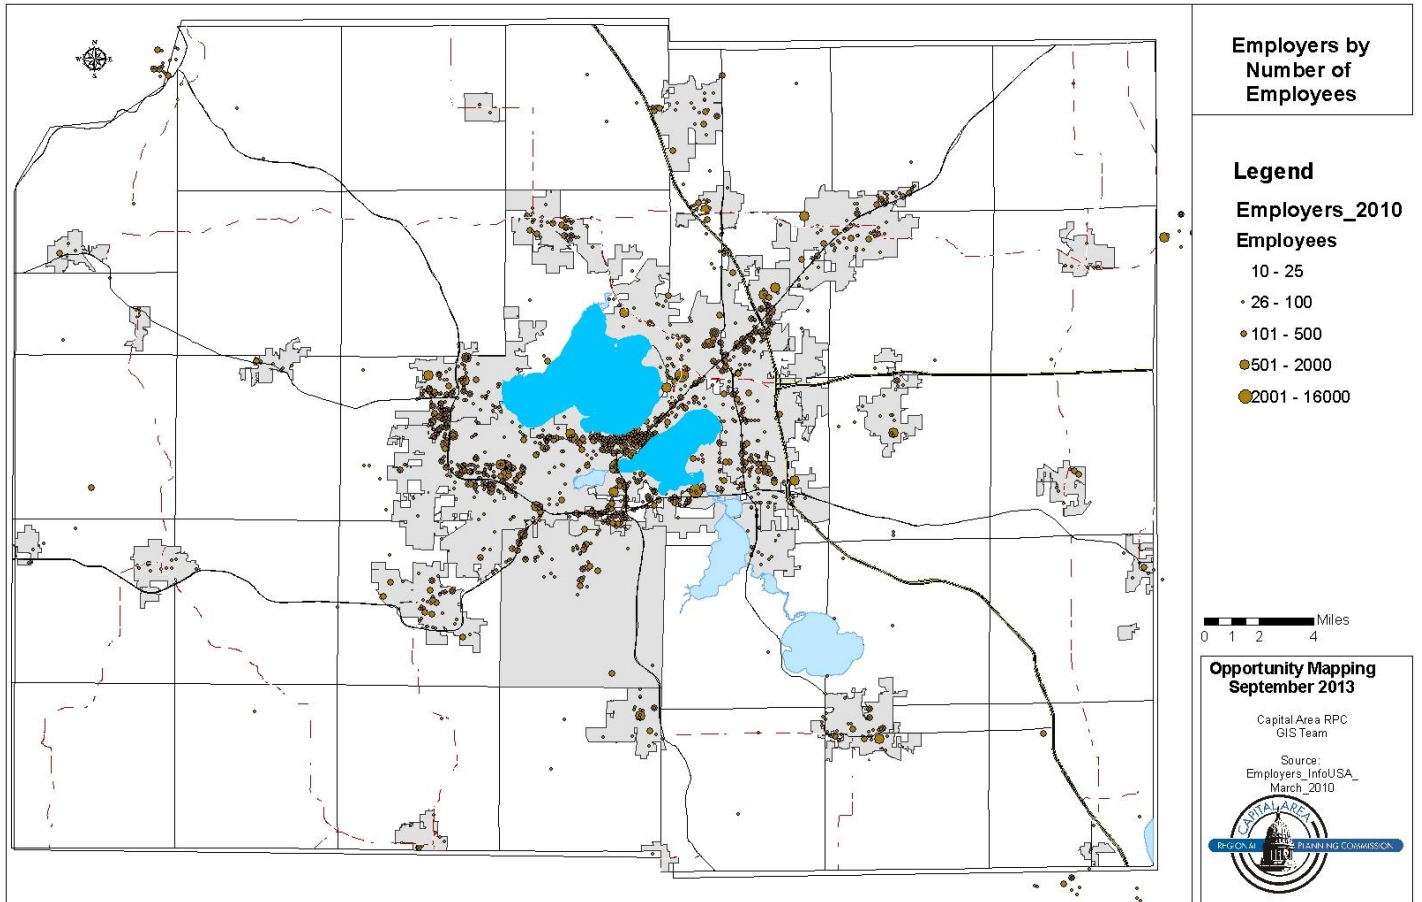 N
W E
S
Employers by
Number of
Employees
Legend
Employers_2010
Employees
10 - 25
26 - 100
101 - 500
501 - 2000
2001 - 16000
Miles
0 1 2 4
Opportunity Mapping
September 2013
Capital Area RPC
GIS Team
Source:
Employers_InfoUSA_
March_2010
CAPITAL AREA
REGIONAL PLANNING COMMISSION